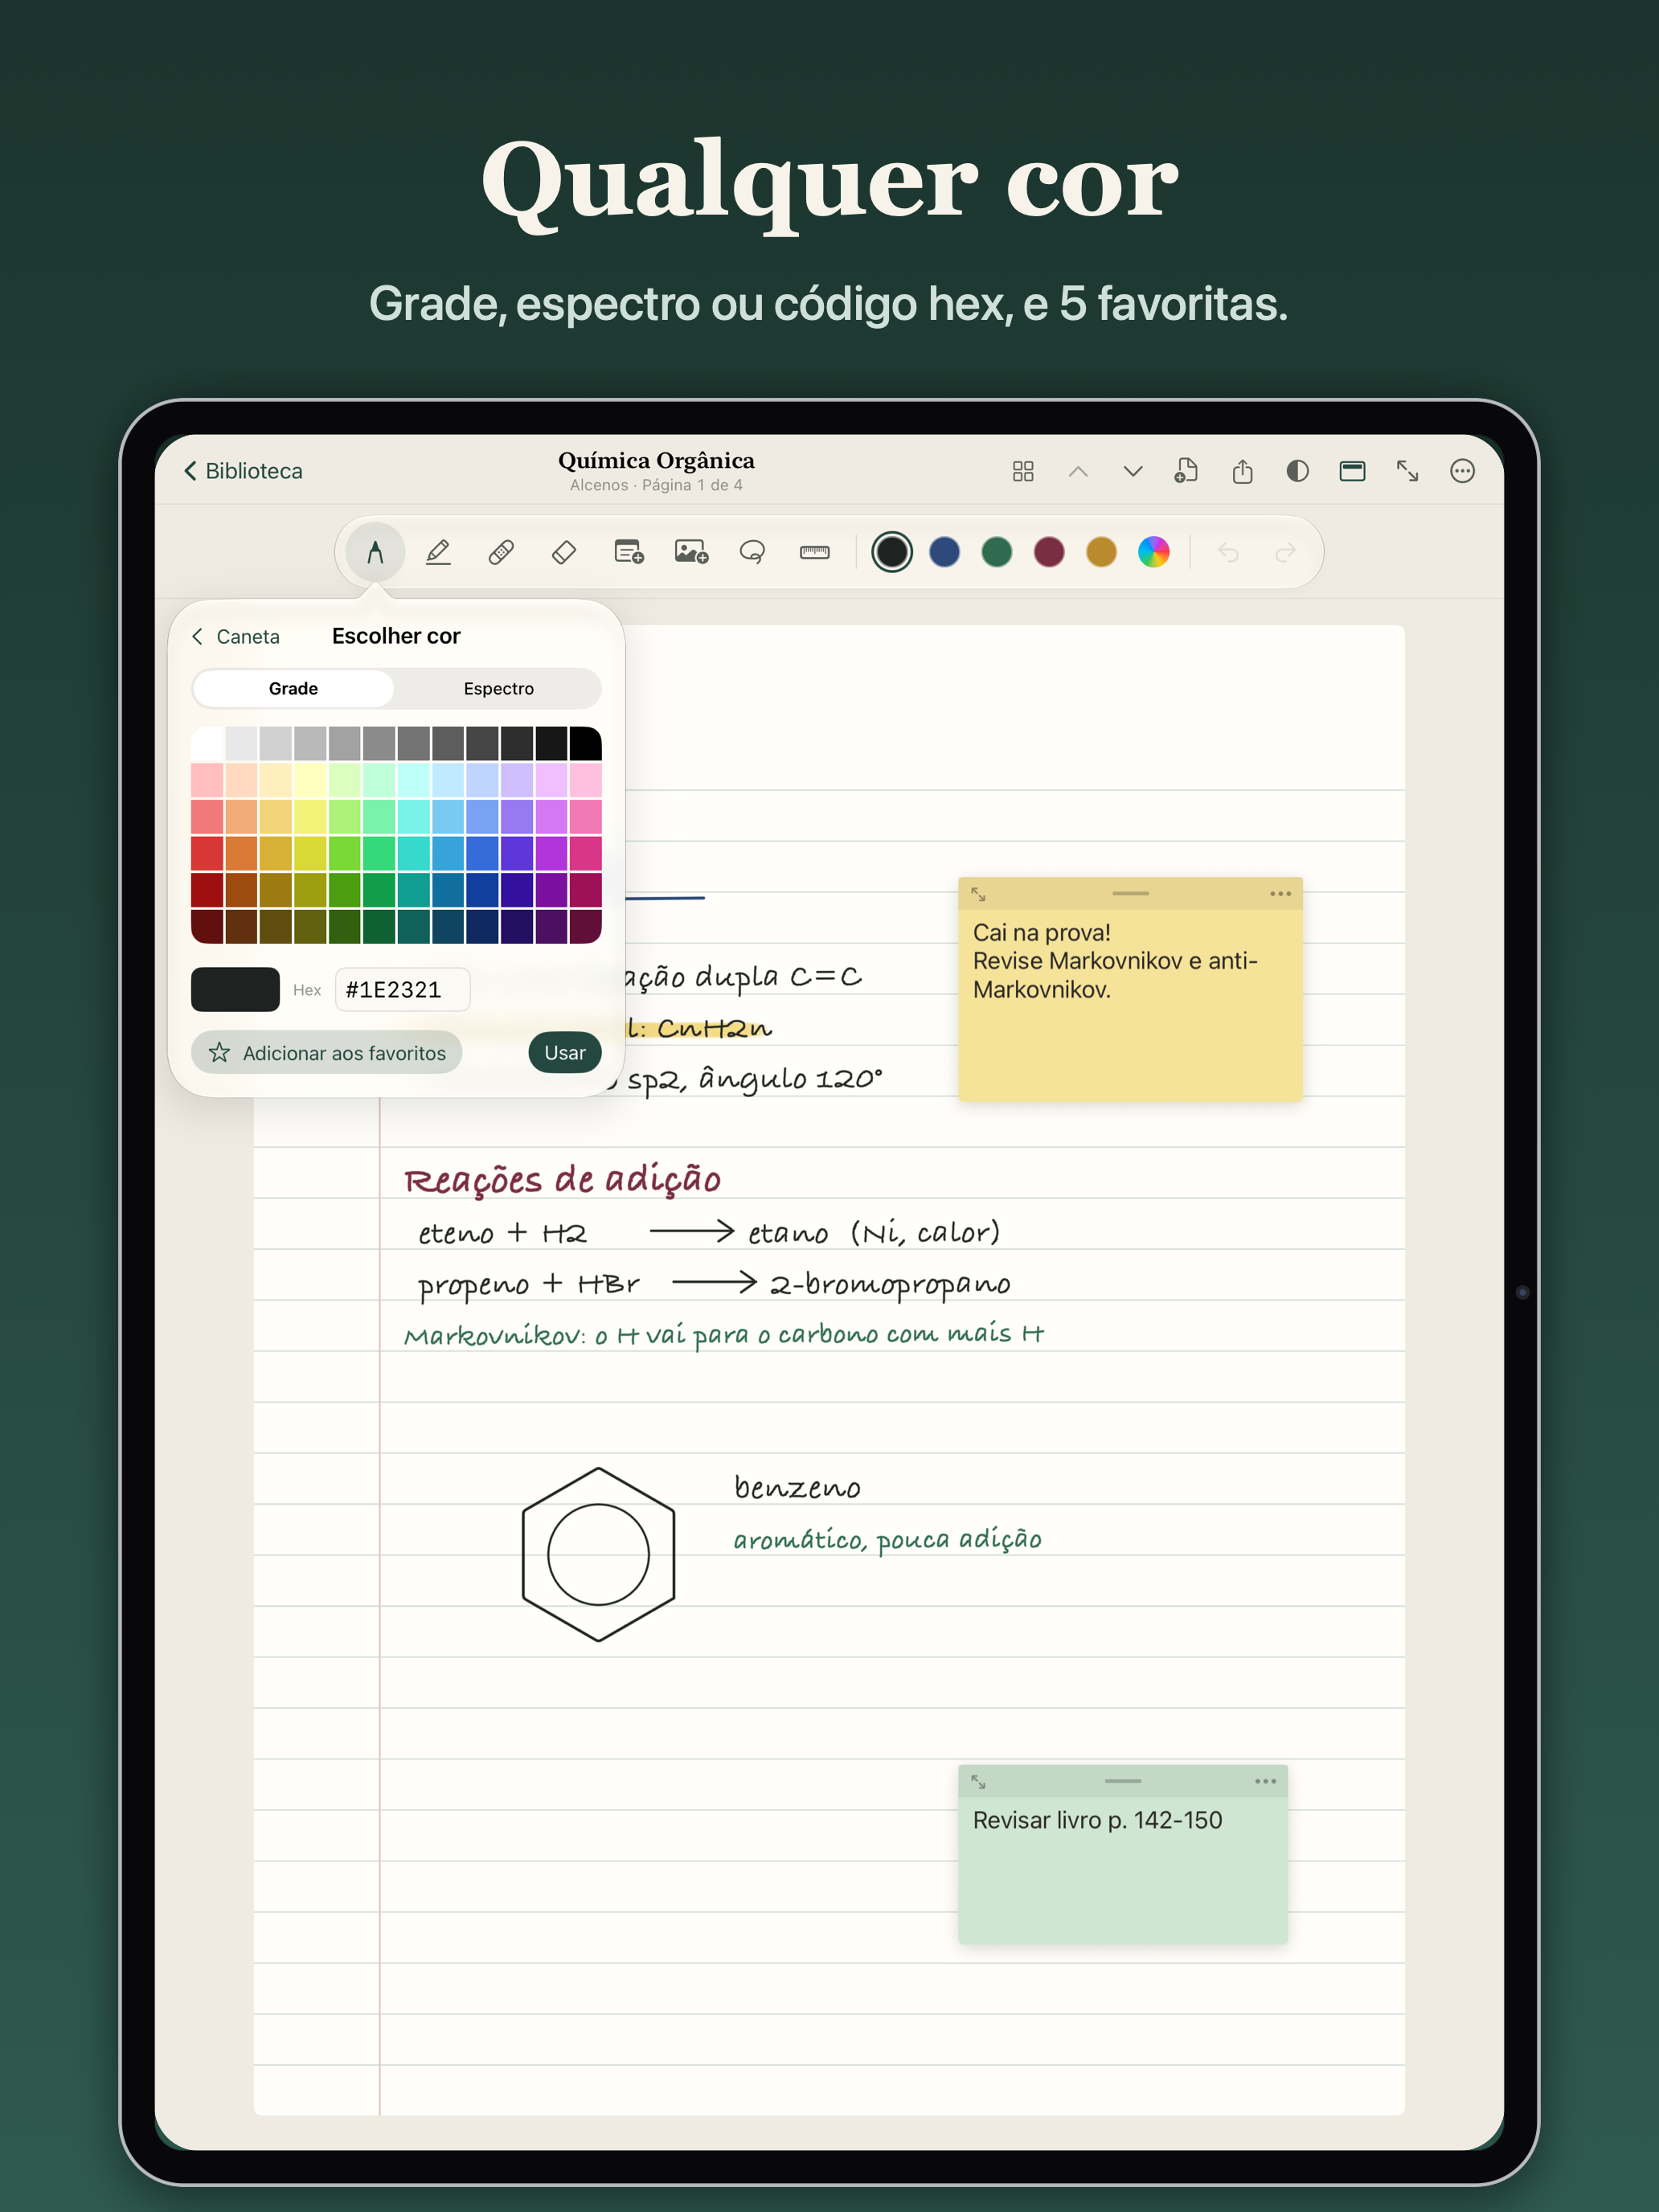 Qualquer cor
Grade, espectro ou código hex, e 5 favoritas.
Biblioteca
Química Orgânica
Alcenos · Página 1 de 4
Caneta
Escolher cor
Grade
Espectro
Hex
#1E2321
Adicionar aos favoritos
Usar
dupla C=C
CnH2n
sp2, ângulo 120°
Cai na prova!
Revise Markovnikov e anti-
Markovnikov.
Reações de adição
eteno + H2 → etano (Ni, calor)
propeno + HBr → 2-bromopropano
Markovnikov: o H vai para o carbono com mais H
benzeno
aromático, pouca adição
Revisar livro p. 142-150